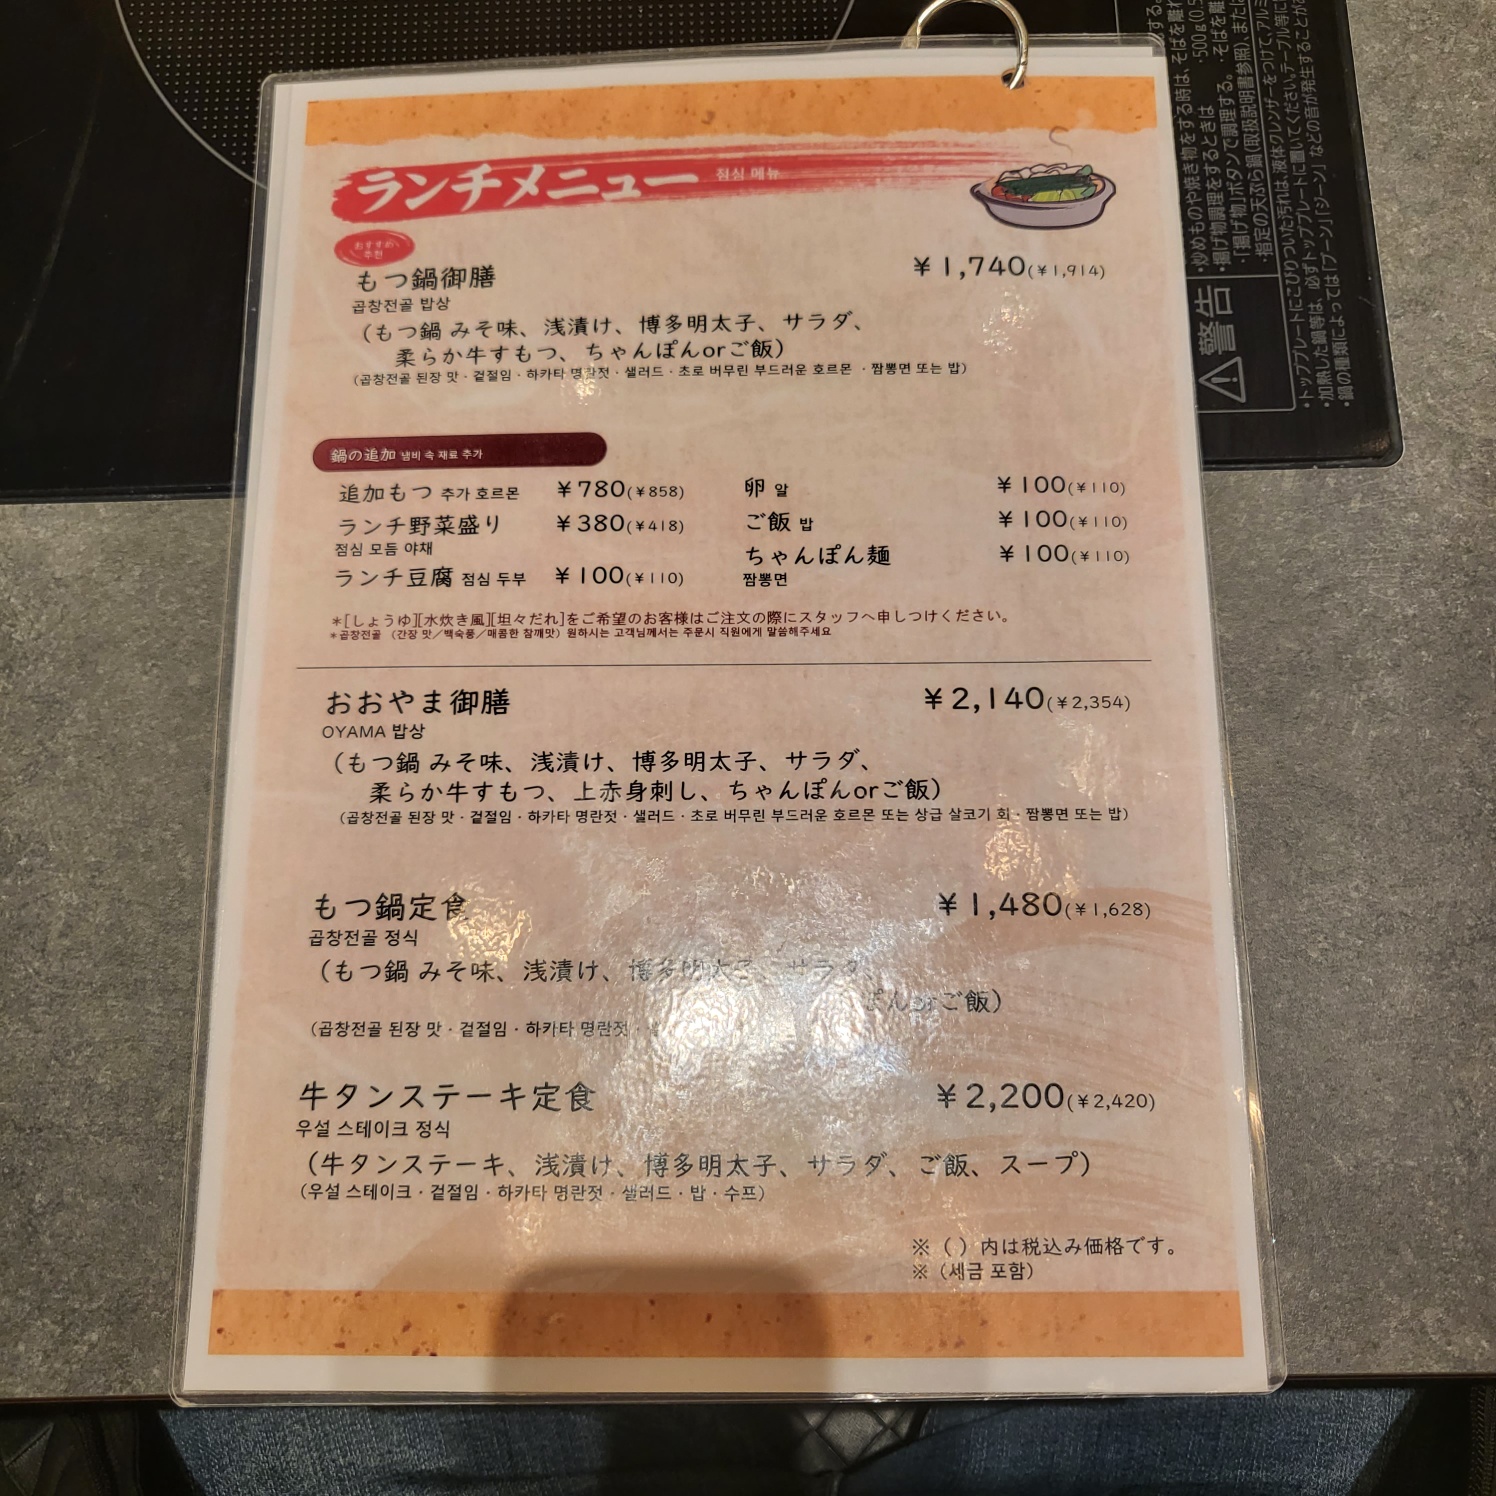 ランチメニュー 점심 메뉴
おすすめ
추천
もつ鍋御膳 ¥1,740(¥1,914)
곱창전골 밥상
（もつ鍋 みそ味、浅漬け、博多明太子、サラダ、
柔らか牛すもつ、ちゃんぽんorご飯）
(곱창전골 된장 맛 · 겉절임 · 하카타 명란젓 · 샐러드 · 초로 버무린 부드러운 호르몬 · 짬뽕면 또는 밥)
鍋の追加 냄비 속 재료 추가
追加もつ 추가 호르몬 ¥780(¥858)
ランチ野菜盛り ¥380(¥418)
점심 모듬 야채
ランチ豆腐 점심 두부 ¥100(¥110)
卵 알 ¥100(¥110)
ご飯 밥 ¥100(¥110)
ちゃんぽん麺 ¥100(¥110)
짬뽕면
＊[しょうゆ][水炊き風][坦々だれ]をご希望のお客様はご注文の際にスタッフへ申しつけください。
＊곱창전골 （간장 맛／백숙풍／매콤한 참깨맛）원하시는 고객님께서는 주문시 직원에게 말씀해주세요
おおやま御膳 ¥2,140(¥2,354)
OYAMA 밥상
（もつ鍋 みそ味、浅漬け、博多明太子、サラダ、
柔らか牛すもつ、上赤身刺し、ちゃんぽんorご飯）
(곱창전골 된장 맛 · 겉절임 · 하카타 명란젓 · 샐러드 · 초로 버무린 부드러운 호르몬 또는 상급 살코기 회 · 짬뽕면 또는 밥)
もつ鍋定食 ¥1,480(¥1,628)
곱창전골 정식
（もつ鍋 みそ味、浅漬け、博多明太子、サラダ、
ぽんorご飯）
(곱창전골 된장 맛 · 겉절임 · 하카타 명란젓 ·
牛タンステーキ定食 ¥2,200(¥2,420)
우설 스테이크 정식
（牛タンステーキ、浅漬け、博多明太子、サラダ、ご飯、スープ）
(우설 스테이크 · 겉절임 · 하카타 명란젓 · 샐러드 · 밥 · 수프)
※（ ）内は税込み価格です。
※（세금 포함）
警告